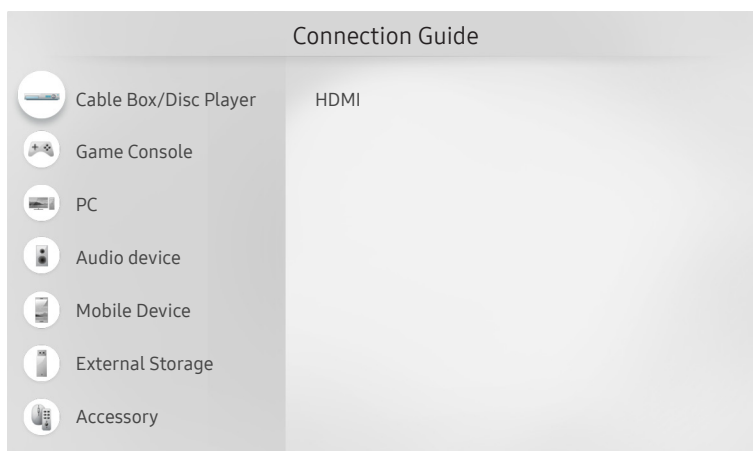 Connection Guide
Cable Box/Disc Player
HDMI
Game Console
PC
Audio device
Mobile Device
External Storage
Accessory